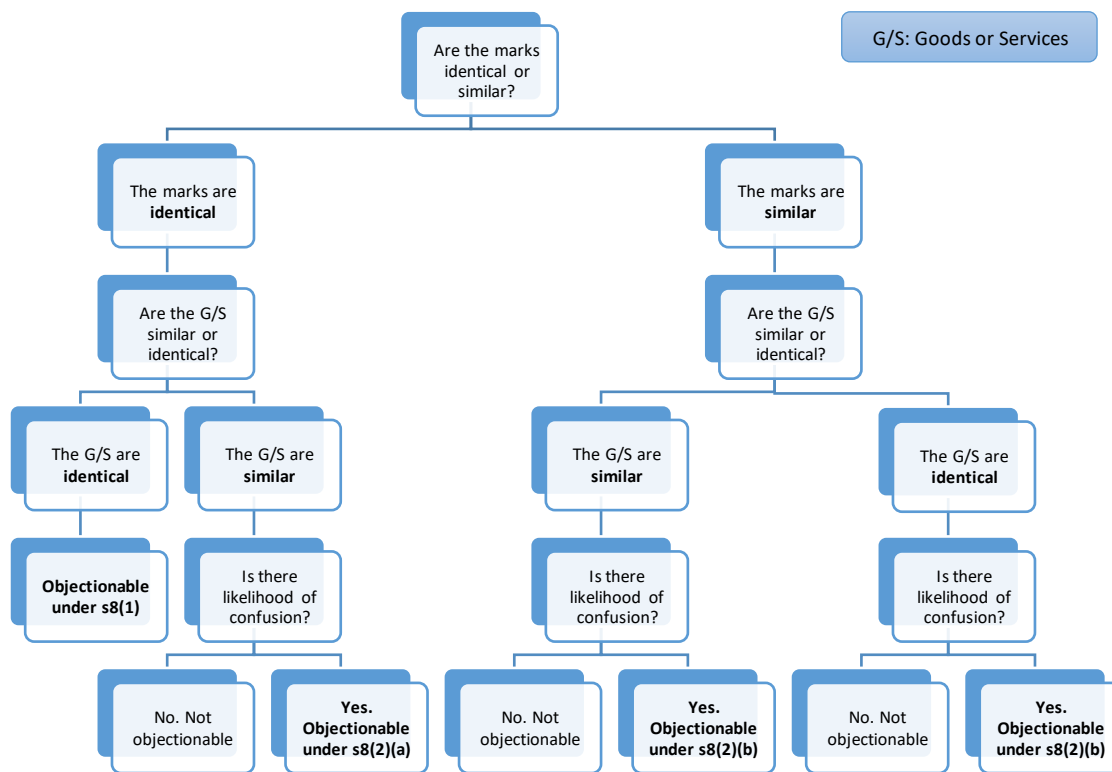 Are the marks
identical or
similar?
G/S: Goods or Services
The marks are
identical
The marks are
similar
Are the G/S
similar or
identical?
Are the G/S
similar or
identical?
The G/S are
identical
The G/S are
similar
The G/S are
similar
The G/S are
identical
Objectionable
under s8(1)
Is there
likelihood of
confusion?
Is there
likelihood of
confusion?
Is there
likelihood of
confusion?
No. Not
objectionable
Yes.
Objectionable
under s8(2)(a)
No. Not
objectionable
Yes.
Objectionable
under s8(2)(b)
No. Not
objectionable
Yes.
Objectionable
under s8(2)(b)